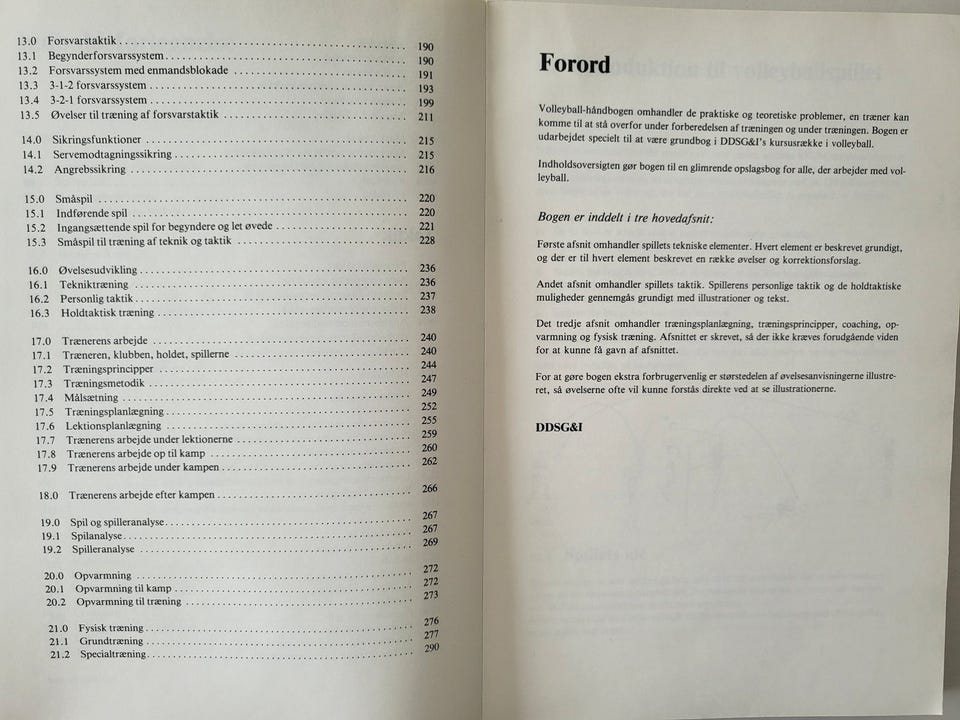 13.0 Forsvarstaktik 190
13.1 Begynderforsvarssystem 190
13.2 Forsvarssystem med enmandsblokade 191
13.3 3-1-2 forsvarssystem 193
13.4 3-2-1 forsvarssystem 199
13.5 Øvelser til træning af forsvarstaktik 211
14.0 Sikringsfunktioner 215
14.1 Servemodtagningssikring 215
14.2 Angrebssikring 216
15.0 Småspil 220
15.1 Indførende spil 220
15.2 Ingangsættende spil for begyndere og let øvede 221
15.3 Småspil til træning af teknik og taktik 228
16.0 Øvelsesudvikling 236
16.1 Tekniktræning 236
16.2 Personlig taktik 237
16.3 Holdtaktisk træning 238
17.0 Trænerens arbejde 240
17.1 Træneren, klubben, holdet, spillerne 240
17.2 Træningsprincipper 244
17.3 Træningsmetodik 247
17.4 Målsætning 249
17.5 Træningsplanlægning 252
17.6 Lektionsplanlægning 255
17.7 Trænerens arbejde under lektionerne 259
17.8 Trænerens arbejde op til kamp 260
17.9 Trænerens arbejde under kampen 262
18.0 Trænerens arbejde efter kampen 266
19.0 Spil og spilleranalyse 267
19.1 Spilanalyse 267
19.2 Spilleranalyse 269
20.0 Opvarmning 272
20.1 Opvarmning til kamp 272
20.2 Opvarmning til træning 273
21.0 Fysisk træning 276
21.1 Grundtræning 277
21.2 Specialtræning 290
Forord
Volleyball-håndbogen omhandler de praktiske og teoretiske problemer, en træner kan
komme til at stå overfor under forberedelsen af træningen og under træningen. Bogen er
udarbejdet specielt til at være grundbog i DDSG&I's kursusrække i volleyball.
Indholdsoversigten gør bogen til en glimrende opslagsbog for alle, der arbejder med vol-
leyball.
Bogen er inddelt i tre hovedafsnit:
Første afsnit omhandler spillets tekniske elementer. Hvert element er beskrevet grundigt,
og der er til hvert element beskrevet en række øvelser og korrektionsforslag.
Andet afsnit omhandler spillets taktik. Spillerens personlige taktik og de holdtaktiske
muligheder gennemgås grundigt med illustrationer og tekst.
Det tredje afsnit omhandler træningsplanlægning, træningsprincipper, coaching, op-
varmning og fysisk træning. Afsnittet er skrevet, så der ikke kræves forudgående viden
for at kunne få gavn af afsnittet.
For at gøre bogen ekstra forbrugervenlig er størstedelen af øvelsesanvisningerne illustre-
ret, så øvelserne ofte vil kunne forstås direkte ved at se illustrationerne.
DDSG&I